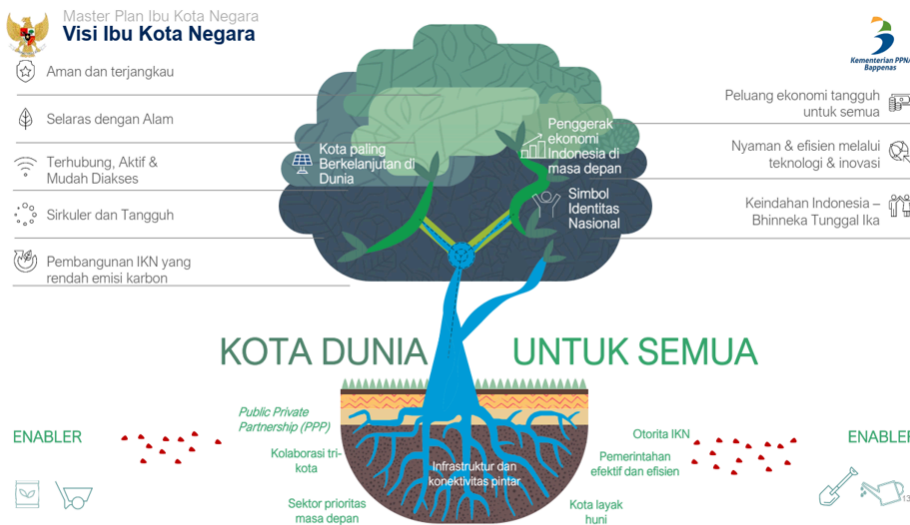 Master Plan Ibu Kota Negara
Visi Ibu Kota Negara
Kementerian PPN/
Bappenas
Aman dan terjangkau
Selaras dengan Alam
Terhubung, Aktif &
Mudah Diakses
Sirkuler dan Tangguh
Pembangunan IKN yang
rendah emisi karbon
Kota paling
Berkelanjutan di
Dunia
Penggerak
ekonomi
Indonesia di
masa depan
Simbol
Identitas
Nasional
Peluang ekonomi tangguh
untuk semua
Nyaman & efisien melalui
teknologi & inovasi
Keindahan Indonesia –
Bhinneka Tunggal Ika
KOTA DUNIA UNTUK SEMUA
ENABLER
Public Private
Partnership (PPP)
Kolaborasi tri-
kota
Sektor prioritas
masa depan
Infrastruktur dan
konektivitas pintar
Otorita IKN
Pemerintahan
efektif dan efisien
Kota layak
huni
ENABLER
13